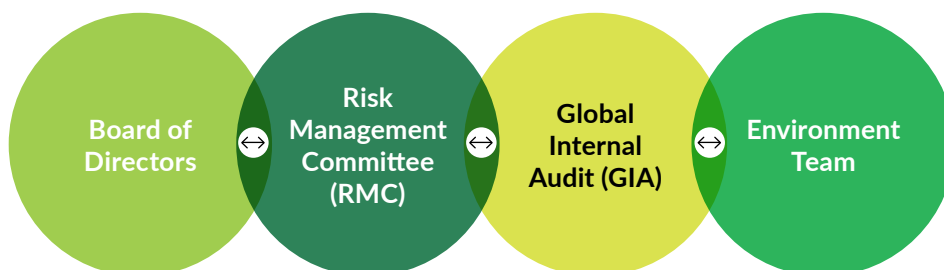 Board of
Directors
Risk
Management
Committee
(RMC)
Global
Internal
Audit (GIA)
Environment
Team